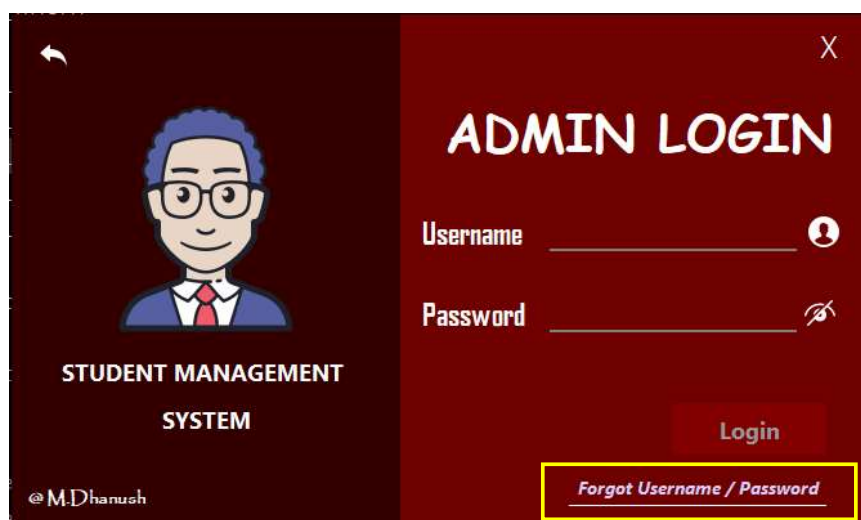 X
ADMIN LOGIN
Username
Password
STUDENT MANAGEMENT
SYSTEM
Login
@M.Dhanush
Forgot Username / Password